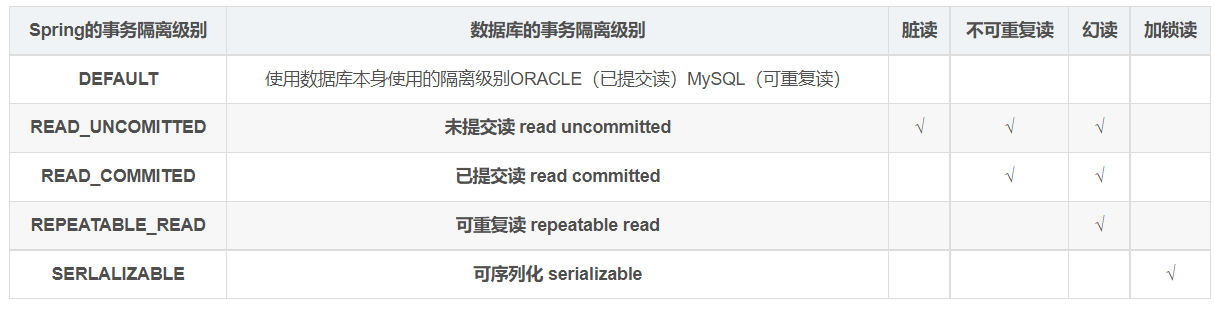 Spring的事务隔离级别 数据库的事务隔离级别 脏读 不可重复读 幻读 加锁读
DEFAULT 使用数据库本身使用的隔离级别ORACLE（已提交读）MySQL（可重复读）
READ_UNCOMITTED 未提交读 read uncommitted √ √ √
READ_COMMITED 已提交读 read committed √ √
REPEATABLE_READ 可重复读 repeatable read √
SERLALIZABLE 可序列化 serializable √